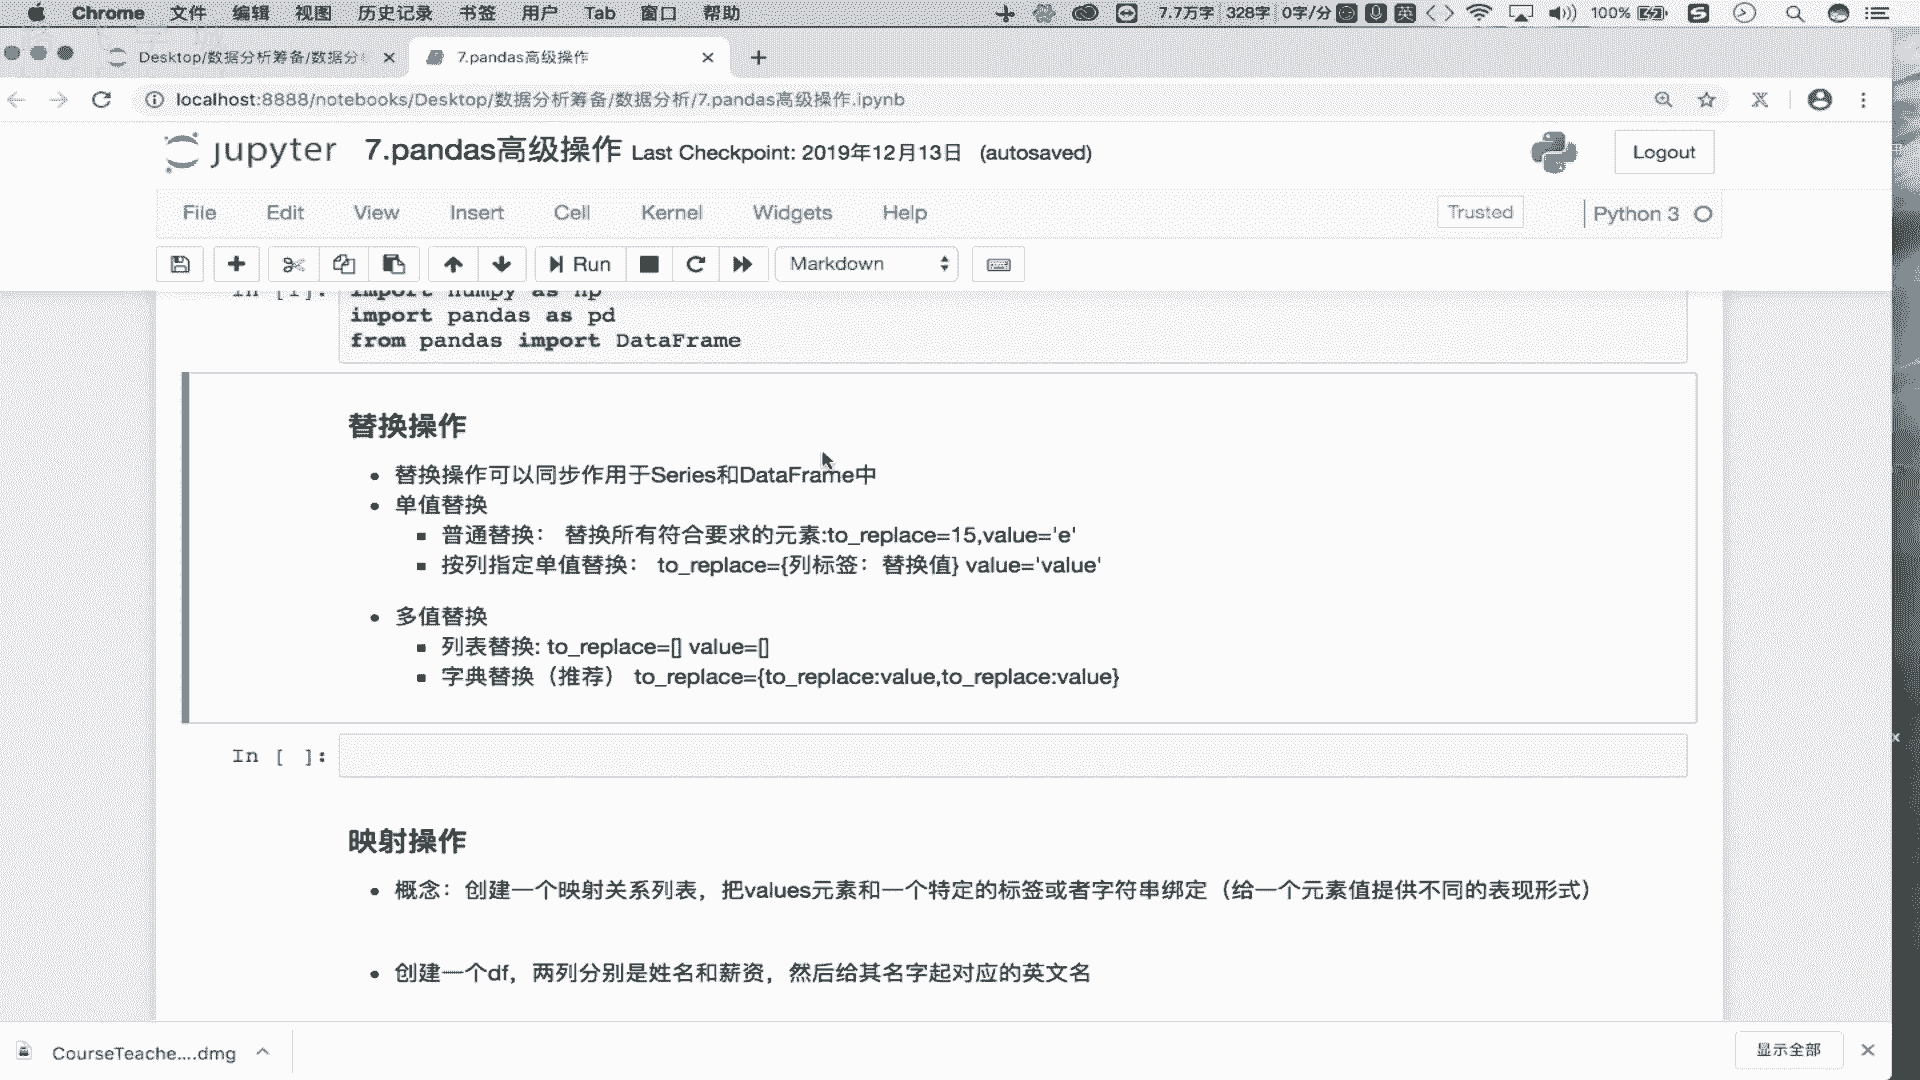 Chrome 文件 编辑 视图 历史记录 书签 用户 Tab 窗口 帮助 7.7万字 328字 0字/分 英 100%
Desktop/数据分析筹备/数据分 7.pandas高级操作
localhost:8888/notebooks/Desktop/数据分析筹备/数据分析/7.pandas高级操作.ipynb
jupyter 7.pandas高级操作 Last Checkpoint: 2019年12月13日 (autosaved) Logout
File Edit View Insert Cell Kernel Widgets Help Trusted Python 3
Run Markdown
In [1]: import numpy as np
import pandas as pd
from pandas import DataFrame
替换操作
替换操作可以同步作用于Series和DataFrame中
单值替换
普通替换： 替换所有符合要求的元素:to_replace=15,value='e'
按列指定单值替换： to_replace={列标签：替换值} value='value'
多值替换
列表替换: to_replace=[] value=[]
字典替换（推荐） to_replace={to_replace:value,to_replace:value}
In [ ]:
映射操作
概念：创建一个映射关系列表，把values元素和一个特定的标签或者字符串绑定（给一个元素值提供不同的表现形式）
创建一个df，两列分别是姓名和薪资，然后给其名字起对应的英文名
CourseTeache....dmg 显示全部